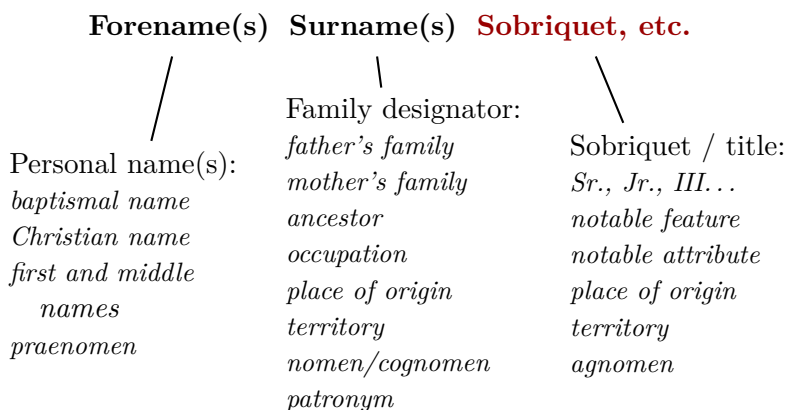 Forename(s) Surname(s) Sobriquet, etc.
Personal name(s):
baptismal name
Christian name
first and middle
names
praenomen
Family designator:
father's family
mother's family
ancestor
occupation
place of origin
territory
nomen/cognomen
patronym
Sobriquet / title:
Sr., Jr., III...
notable feature
notable attribute
place of origin
territory
agnomen